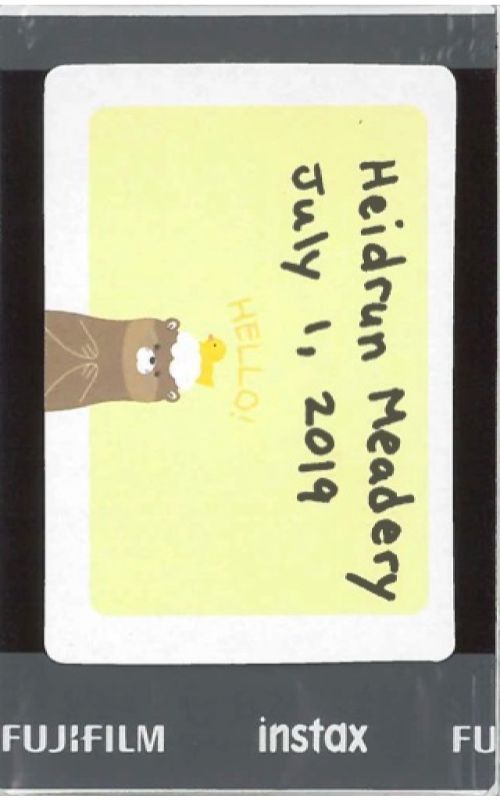 Heidrun Meadery
July 1, 2019
HELLO!
FUJIFILM
instax
FU